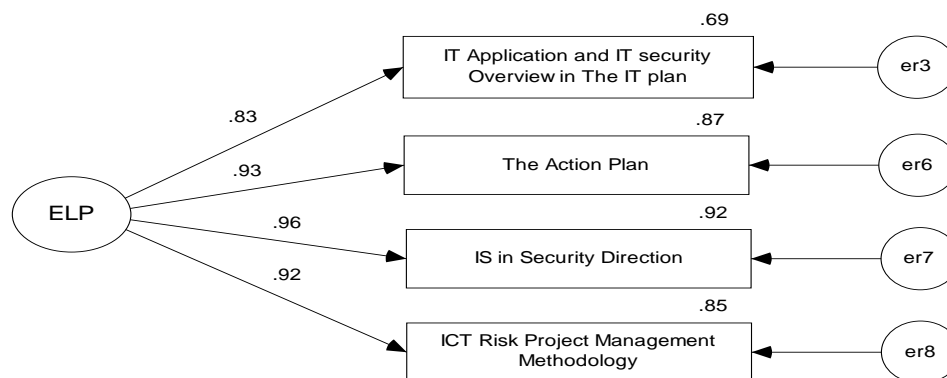 .69
IT Application and IT security
Overview in The IT plan
er3
.83
.87
The Action Plan
er6
.93
ELP
.96
.92
IS in Security Direction
er7
.92
.85
ICT Risk Project Management
Methodology
er8